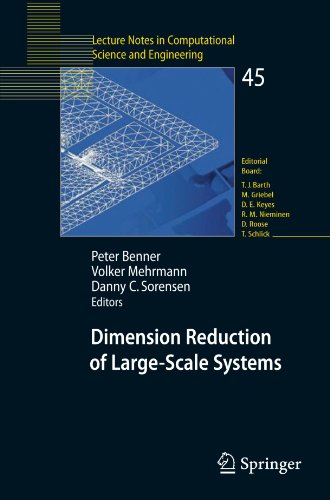 Lecture Notes in Computational
Science and Engineering
45
Editorial
Board:
T. J. Barth
M. Griebel
D. E. Keyes
R. M. Nieminen
D. Roose
T. Schlick
Peter Benner
Volker Mehrmann
Danny C. Sorensen
Editors
Dimension Reduction
of Large-Scale Systems
Springer